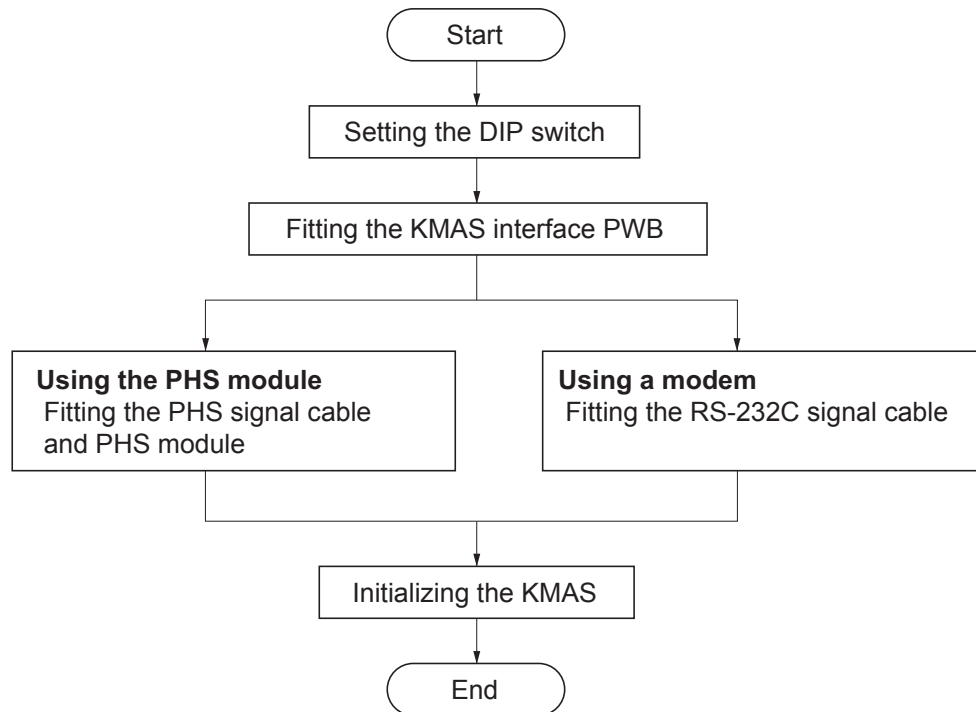 Start
Setting the DIP switch
Fitting the KMAS interface PWB
Using the PHS module
Fitting the PHS signal cable
and PHS module
Using a modem
Fitting the RS-232C signal cable
Initializing the KMAS
End